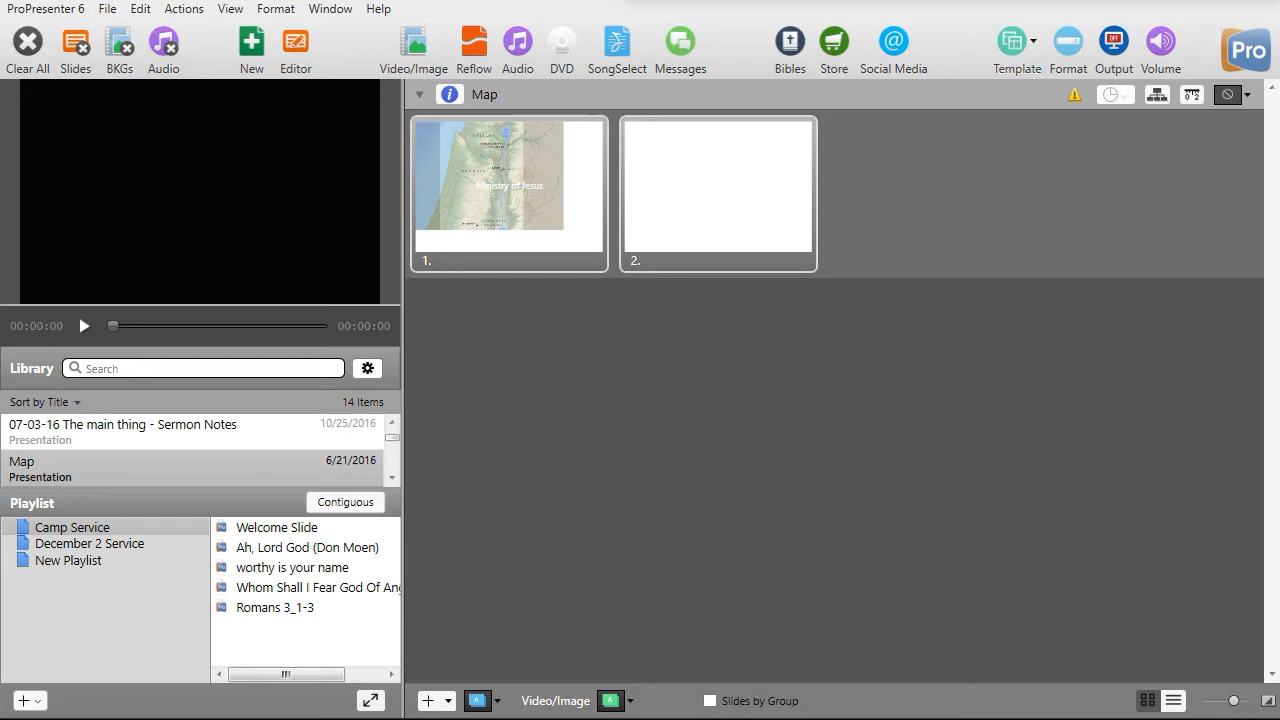 ProPresenter 6 File Edit Actions View Format Window Help
Clear All Slides BKGs Audio New Editor Video/Image Reflow Audio DVD SongSelect Messages Bibles Store Social Media Template Format Output Volume Pro
Map
Ministry of Jesus
1. 2.
00:00:00 00:00:00
Library Search
Sort by Title 14 Items
07-03-16 The main thing - Sermon Notes 10/25/2016
Presentation
Map 6/21/2016
Presentation
Playlist Contiguous
Camp Service
December 2 Service
New Playlist
Welcome Slide
Ah, Lord God (Don Moen)
worthy is your name
Whom Shall I Fear God Of Ang
Romans 3_1-3
Video/Image Slides by Group